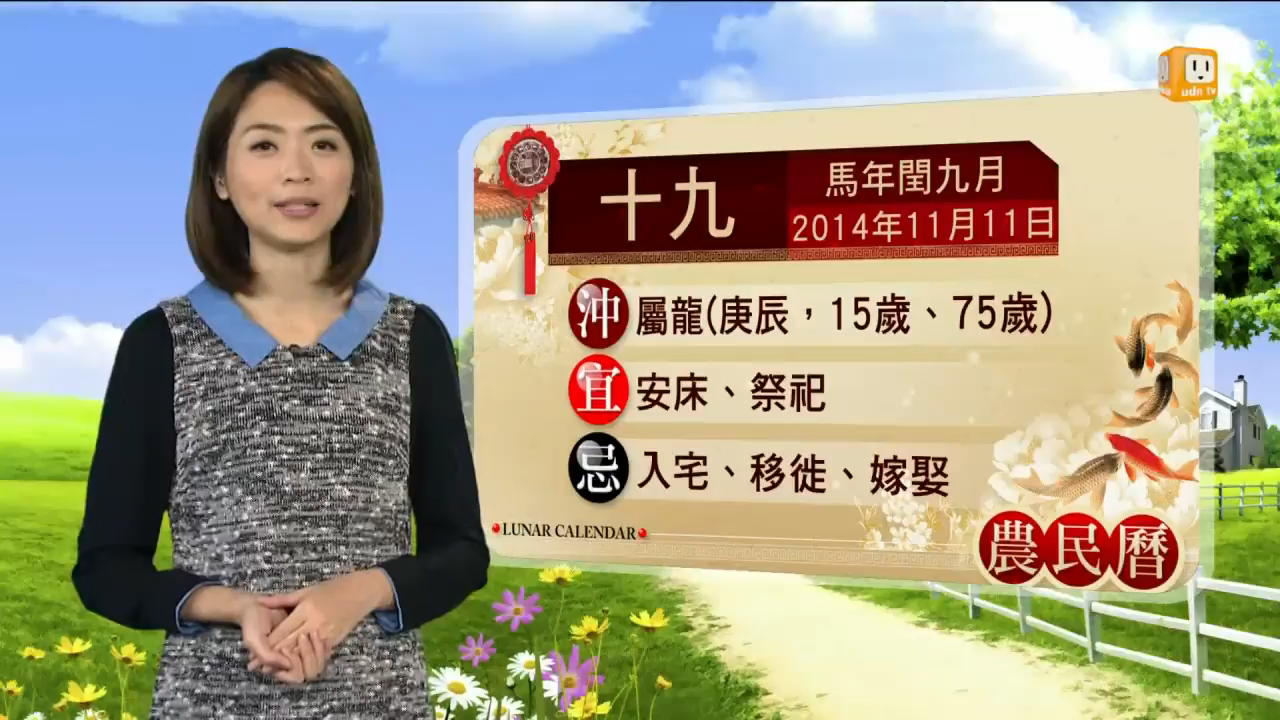 udn tv
十九
馬年閏九月
2014年11月11日
沖 屬龍(庚辰，15歲、75歲)
宜 安床、祭祀
忌 入宅、移徙、嫁娶
LUNAR CALENDAR
農民曆